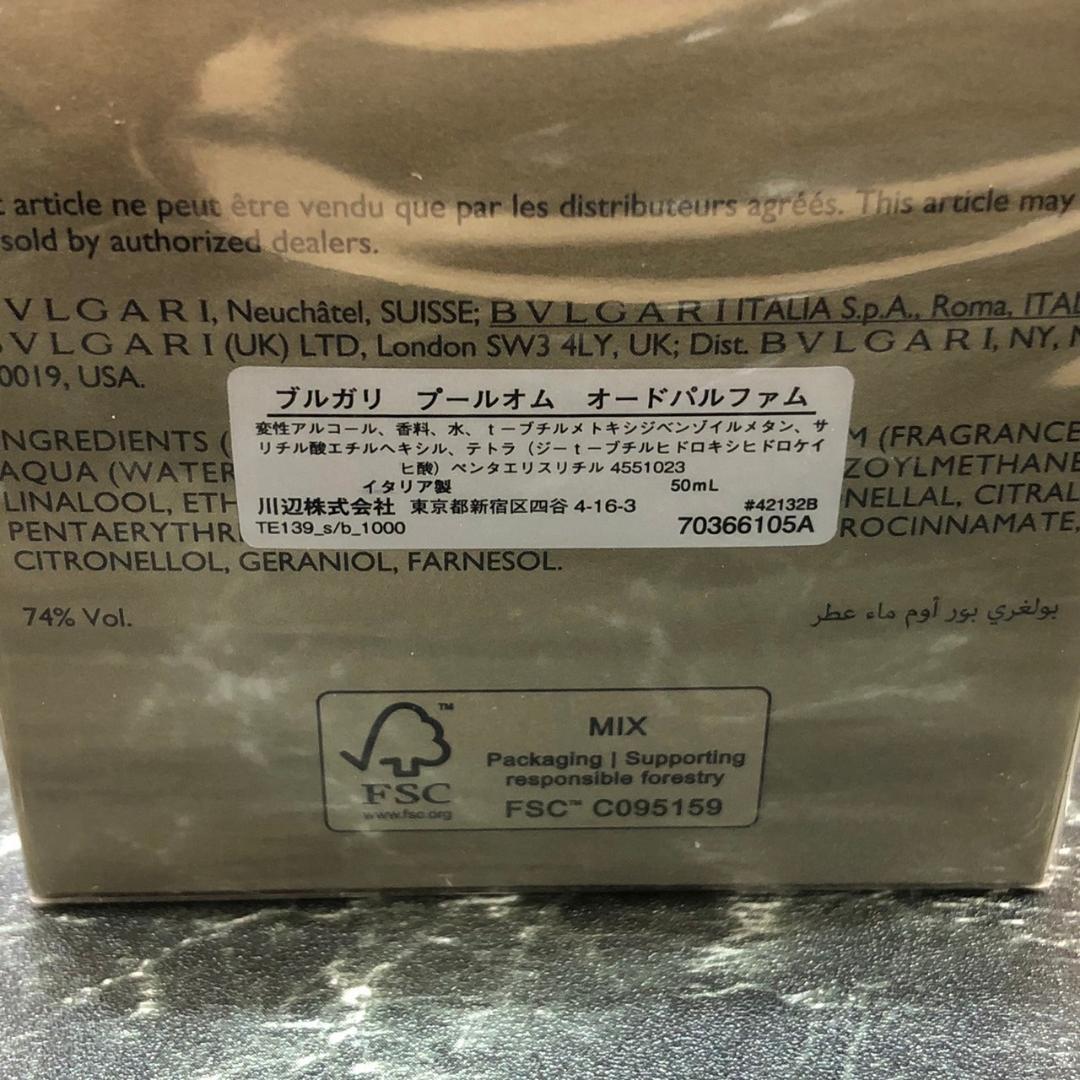 article ne peut être vendu que par les distributeurs agréés. This article may
sold by authorized dealers.
VLGARI, Neuchâtel, SUISSE; BVLGARI ITALIA S.p.A., Roma, ITAL
BVLGARI (UK) LTD, London SW3 4LY, UK; Dist. BVLGARI, NY, N
0019, USA.
ブルガリ プールオム オードパルファム
変性アルコール、香料、水、tーブチルメトキシジベンゾイルメタン、サ
リチル酸エチルヘキシル、テトラ（ジーtーブチルヒドロキシヒドロケイ
ヒ酸）ペンタエリスリチル 4551023
イタリア製 50mL
川辺株式会社 東京都新宿区四谷 4-16-3 #42132B
TE139_s/b_1000 70366105A
NGREDIENTS ( M (FRAGRANCE
AQUA (WATER ZOYLMETHANE
LINALOOL, ETH NELLAL, CITRAL
PENTAERYTHR ROCINNAMATE,
CITRONELLOL, GERANIOL, FARNESOL.
74% Vol. بولغري بور أوم ماء عطر
FSC
www.fsc.org
MIX
Packaging | Supporting
responsible forestry
FSC™ C095159